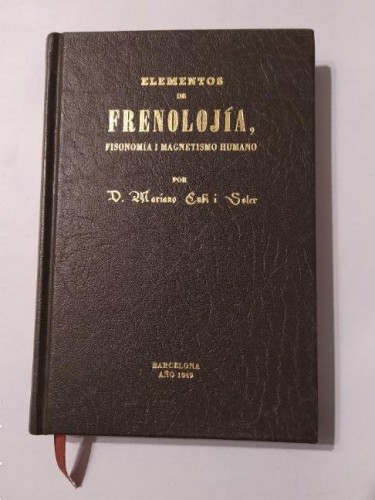 ELEMENTOS
DE
FRENOLOJÍA,
FISONOMÍA I MAGNETISMO HUMANO
POR
D. Mariano Cubí i Soler
BARCELONA
AÑO 1849